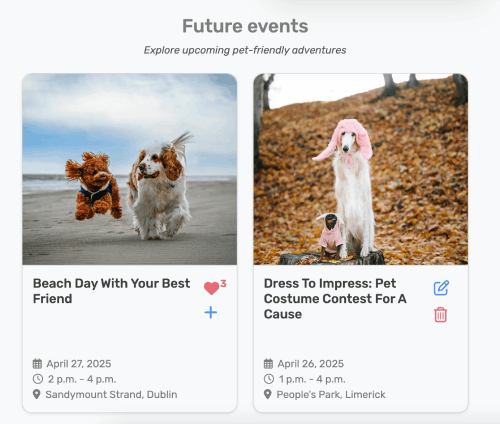 Future events
Explore upcoming pet-friendly adventures
Beach Day With Your Best
Friend
3
April 27, 2025
2 p.m. - 4 p.m.
Sandymount Strand, Dublin
Dress To Impress: Pet
Costume Contest For A
Cause
April 26, 2025
1 p.m. - 4 p.m.
People's Park, Limerick